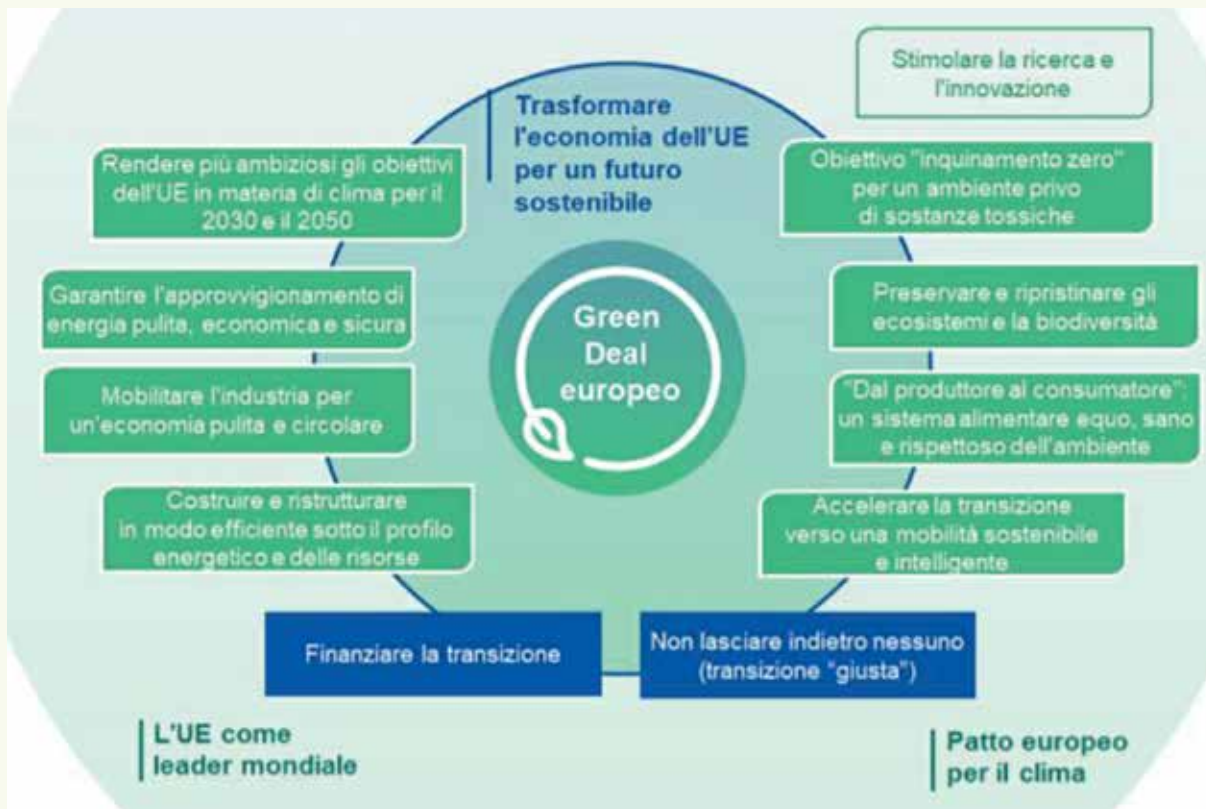 Stimolare la ricerca e
l'innovazione
Trasformare
l'economia dell'UE
per un futuro
sostenibile
Rendere più ambiziosi gli obiettivi
dell'UE in materia di clima per il
2030 e il 2050
Garantire l'approvvigionamento di
energia pulita, economica e sicura
Mobilitare l'industria per
un'economia pulita e circolare
Costruire e ristrutturare
in modo efficiente sotto il profilo
energetico e delle risorse
Green
Deal
europeo
Obiettivo "inquinamento zero"
per un ambiente privo
di sostanze tossiche
Preservare e ripristinare gli
ecosistemi e la biodiversità
"Dal produttore al consumatore":
un sistema alimentare equo, sano
e rispettoso dell'ambiente
Accelerare la transizione
verso una mobilità sostenibile
e intelligente
Finanziare la transizione
Non lasciare indietro nessuno
(transizione "giusta")
L'UE come
leader mondiale
Patto europeo
per il clima